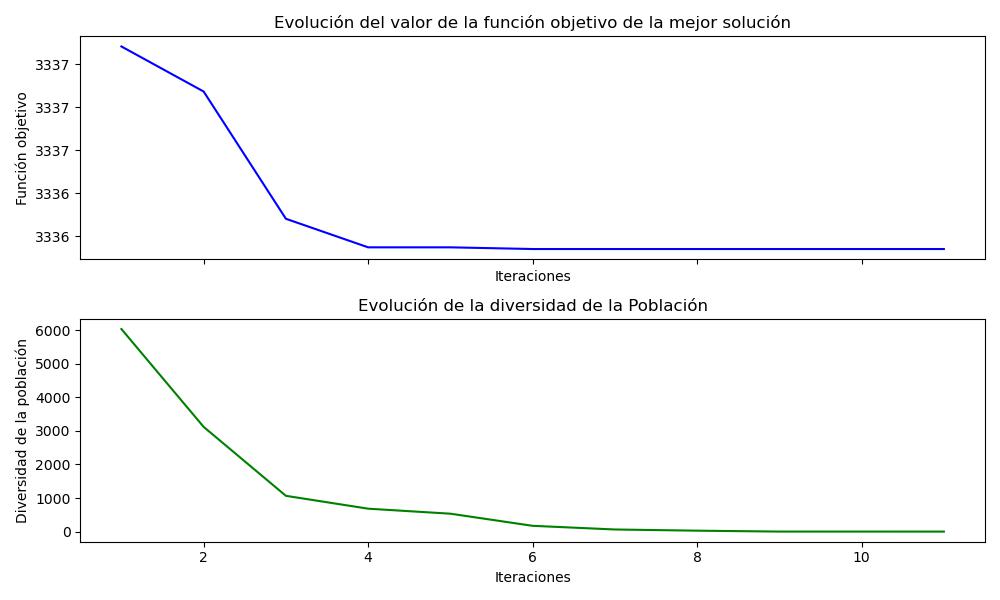 Evolución del valor de la función objetivo de la mejor solución
Función objetivo
3337
3337
3337
3336
3336
Iteraciones
Evolución de la diversidad de la Población
Diversidad de la población
6000
5000
4000
3000
2000
1000
0
2 4 6 8 10
Iteraciones